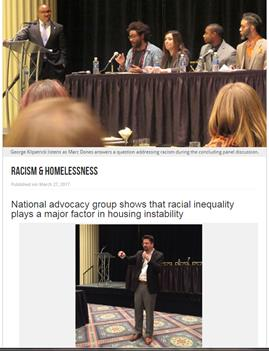 George Kilpatrick listens as Marc Dones answers a question addressing racism during the concluding panel discussion.
RACISM & HOMELESSNESS
Published on March 27, 2017
National advocacy group shows that racial inequality
plays a major factor in housing instability